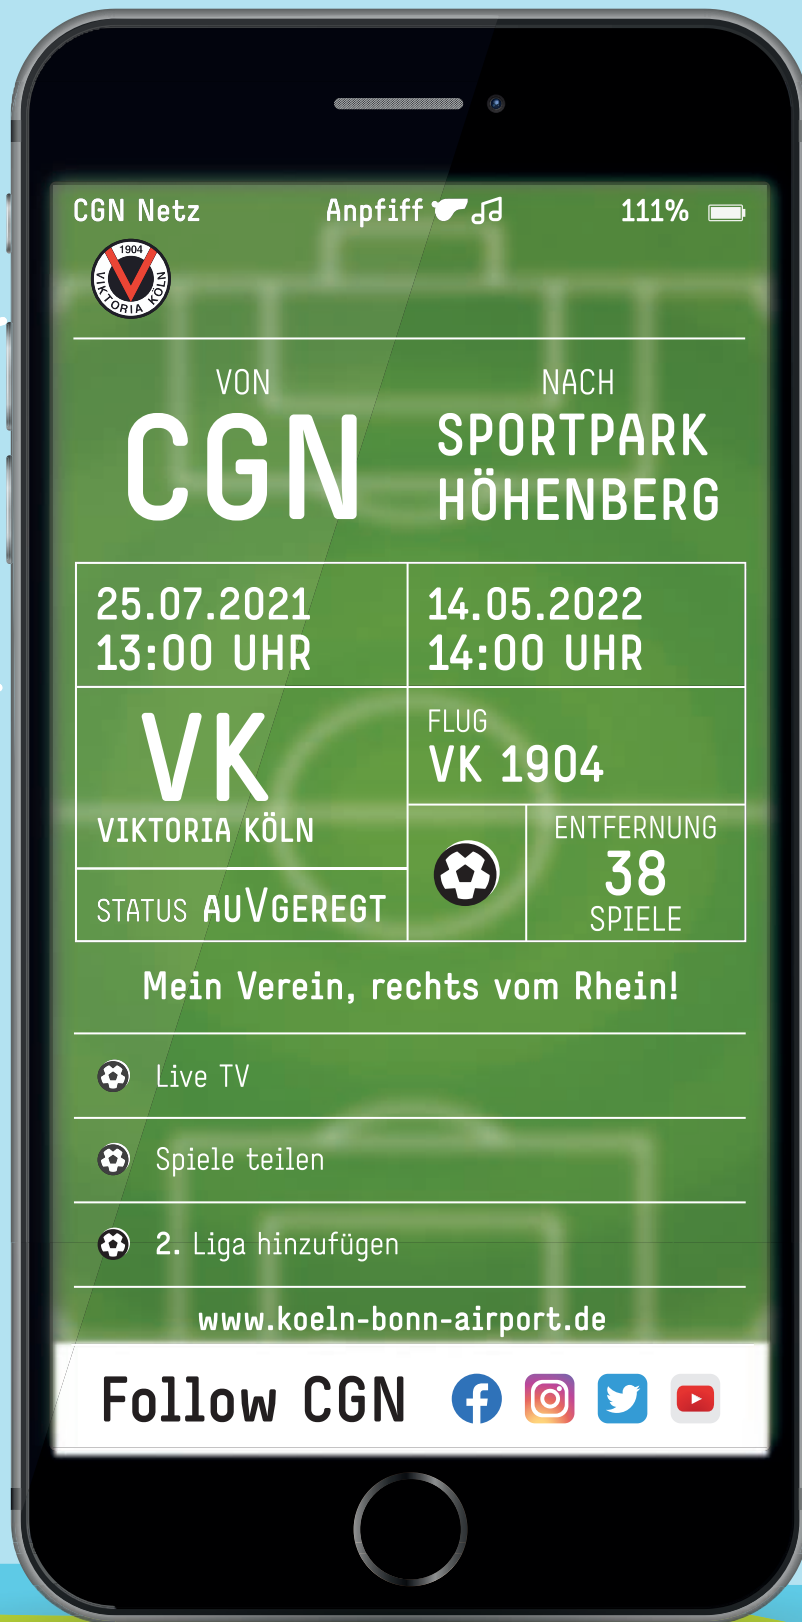 CGN Netz Anpfiff 111%
1904
VIKTORIA KÖLN
VON
CGN
NACH
SPORTPARK
HÖHENBERG
25.07.2021
13:00 UHR
14.05.2022
14:00 UHR
VK
VIKTORIA KÖLN
FLUG
VK 1904
STATUS AUVGEREGT
ENTFERNUNG
38
SPIELE
Mein Verein, rechts vom Rhein!
Live TV
Spiele teilen
2. Liga hinzufügen
www.koeln-bonn-airport.de
Follow CGN